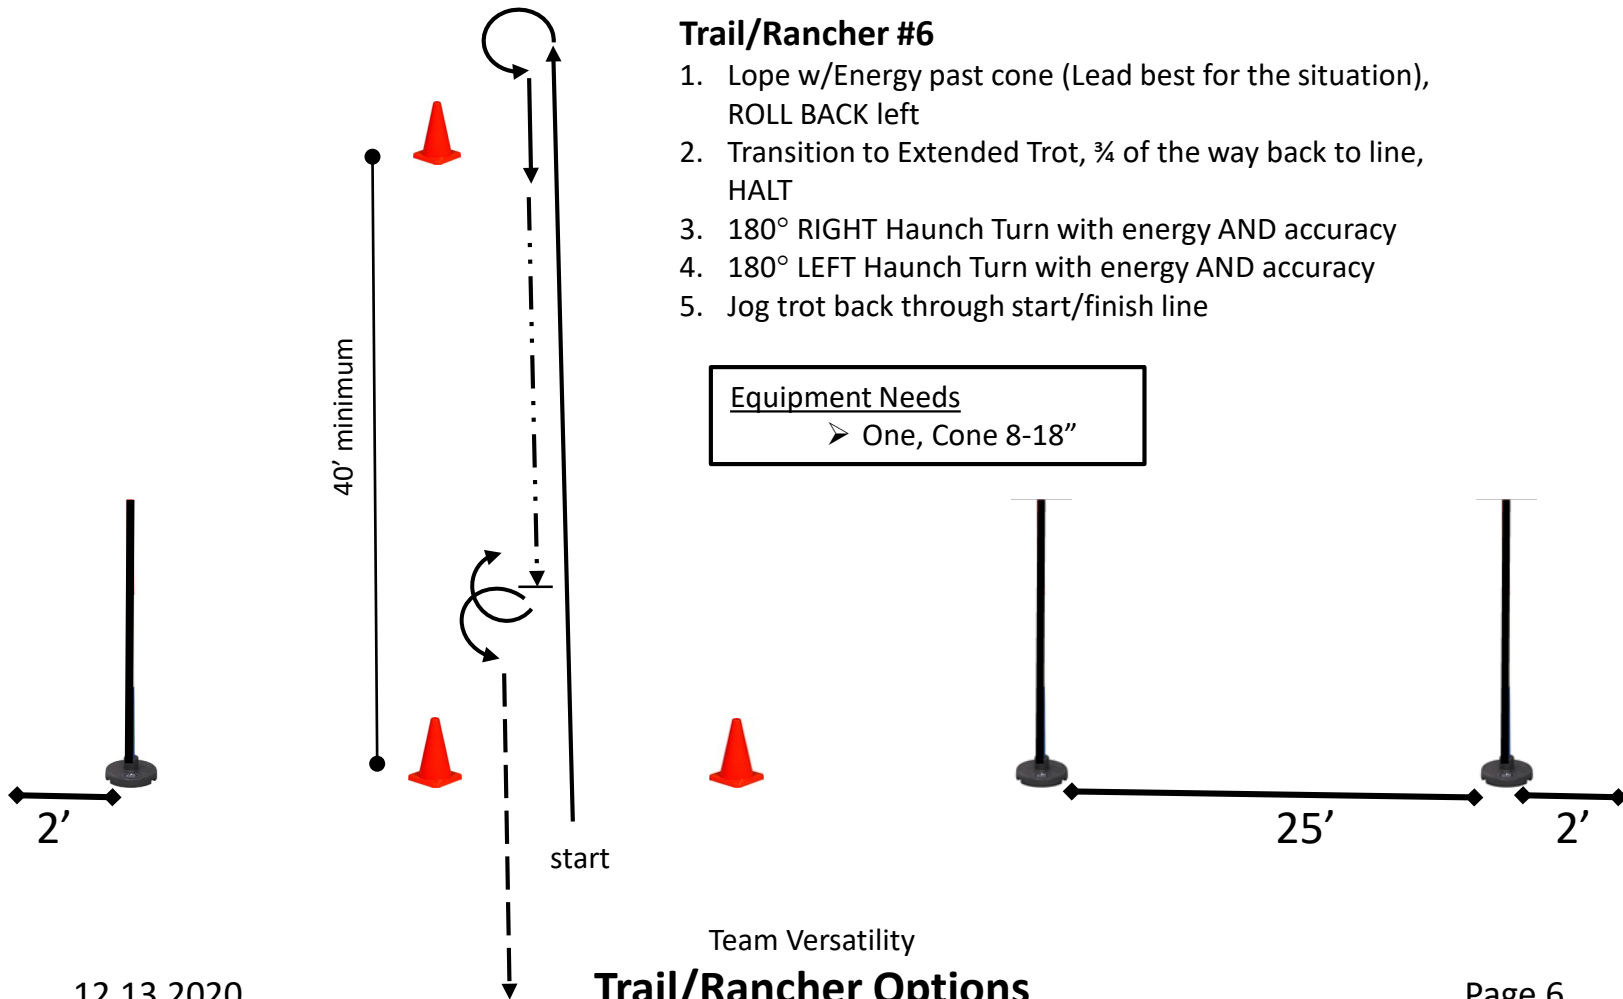 Trail/Rancher #6
1. Lope w/Energy past cone (Lead best for the situation),
ROLL BACK left
2. Transition to Extended Trot, ¾ of the way back to line,
HALT
3. 180° RIGHT Haunch Turn with energy AND accuracy
4. 180° LEFT Haunch Turn with energy AND accuracy
5. Jog trot back through start/finish line
40’ minimum
Equipment Needs
➢ One, Cone 8-18”
2’
25’
2’
start
Team Versatility
Trail/Rancher Options
12.13.2020
Page 6